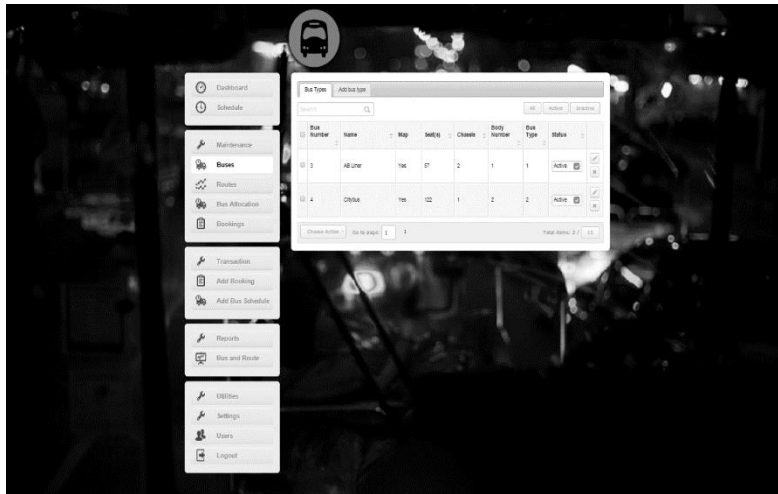 Dashboard
Schedule
Maintenance
Buses
Routes
Bus Allocation
Bookings
Transaction
Add Booking
Add Bus Schedule
Reports
Bus and Route
Utilities
Settings
Users
Logout
Bus Types Add bus type
Search
All Active Inactive
Bus Number Name Map Seat(s) Chassis Body Number Bus Type Status
3 AB Liner Yes 67 2 1 1 Active
4 Citybus Yes 122 1 2 2 Active
Choose Action Go to page: 1 Total items: 2 /